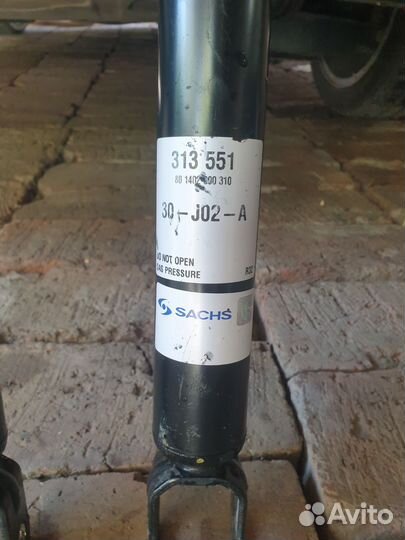 313 551
30-J02-A
DO NOT OPEN
GAS PRESSURE
SACHS
Avito